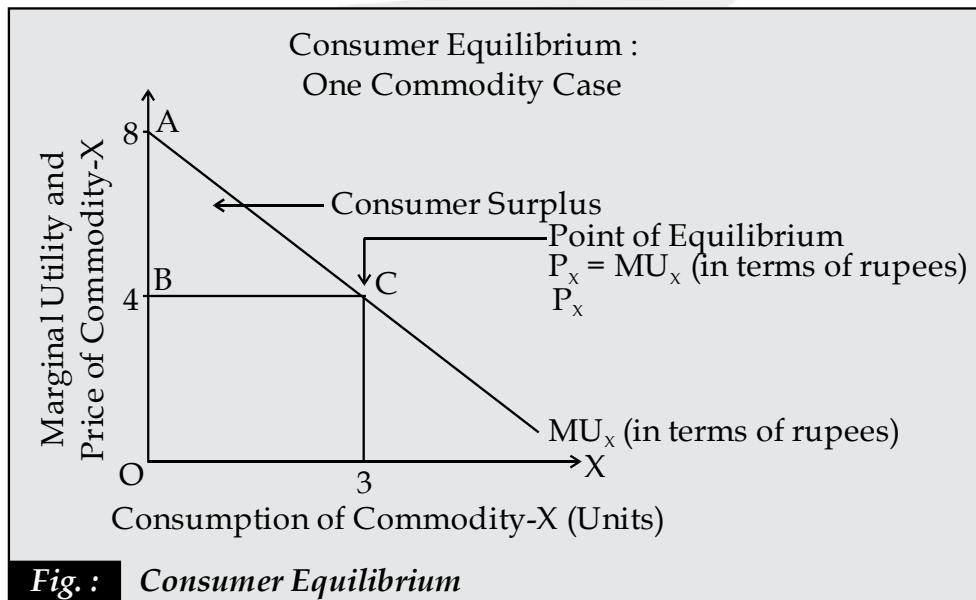 Consumer Equilibrium :
One Commodity Case
Marginal Utility and
Price of Commodity-X
8
A
Consumer Surplus
Point of Equilibrium
Pₓ = MUₓ (in terms of rupees)
Pₓ
B
C
4
MUₓ (in terms of rupees)
O
X
3
Consumption of Commodity-X (Units)
Fig. : Consumer Equilibrium